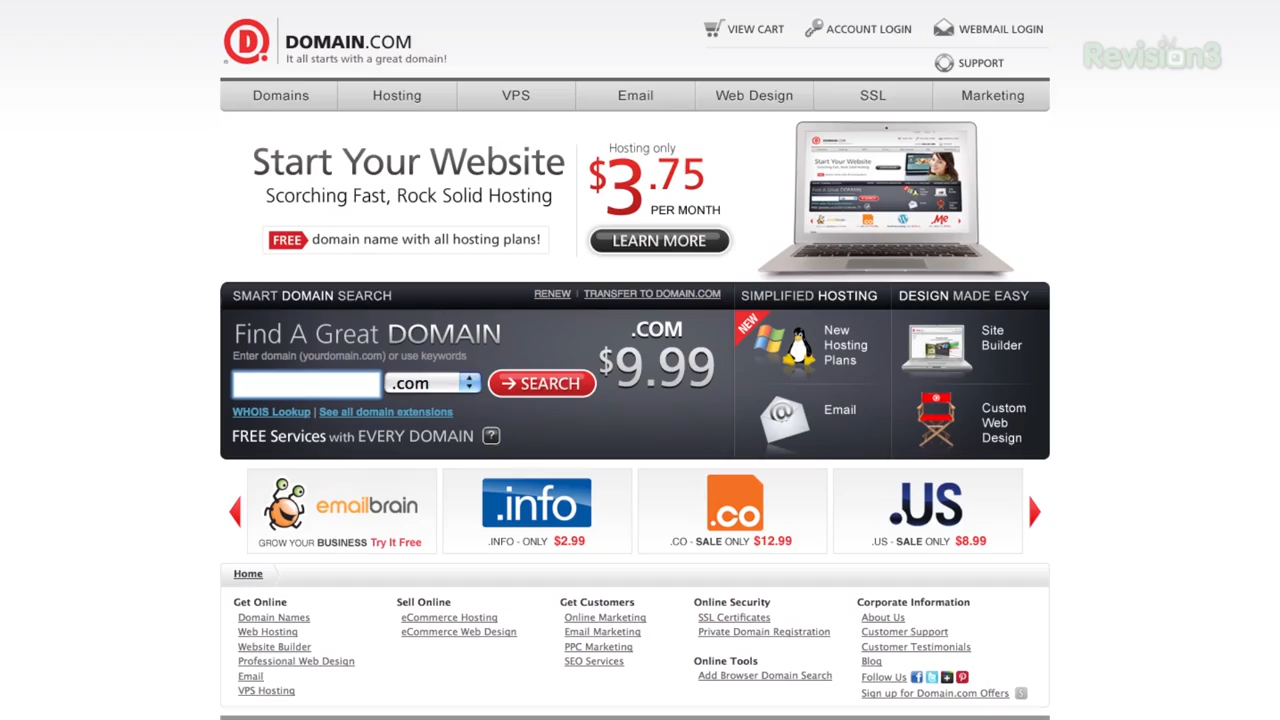 DOMAIN.COM
It all starts with a great domain!
VIEW CART
ACCOUNT LOGIN
WEBMAIL LOGIN
SUPPORT
Revision3
Domains
Hosting
VPS
Email
Web Design
SSL
Marketing
Start Your Website
Scorching Fast, Rock Solid Hosting
FREE domain name with all hosting plans!
Hosting only
$3.75
PER MONTH
LEARN MORE
SMART DOMAIN SEARCH
RENEW | TRANSFER TO DOMAIN.COM
Find A Great DOMAIN
Enter domain (yourdomain.com) or use keywords
.com
SEARCH
.COM
$9.99
WHOIS Lookup | See all domain extensions
FREE Services with EVERY DOMAIN ?
SIMPLIFIED HOSTING
NEW
New
Hosting
Plans
Email
DESIGN MADE EASY
Site
Builder
Custom
Web
Design
emailbrain
GROW YOUR BUSINESS Try It Free
.info
.INFO - ONLY $2.99
.co
.CO - SALE ONLY $12.99
.US
.US - SALE ONLY $8.99
Home
Get Online
Domain Names
Web Hosting
Website Builder
Professional Web Design
Email
VPS Hosting
Sell Online
eCommerce Hosting
eCommerce Web Design
Get Customers
Online Marketing
Email Marketing
PPC Marketing
SEO Services
Online Security
SSL Certificates
Private Domain Registration
Online Tools
Add Browser Domain Search
Corporate Information
About Us
Customer Support
Customer Testimonials
Blog
Follow Us
Sign up for Domain.com Offers